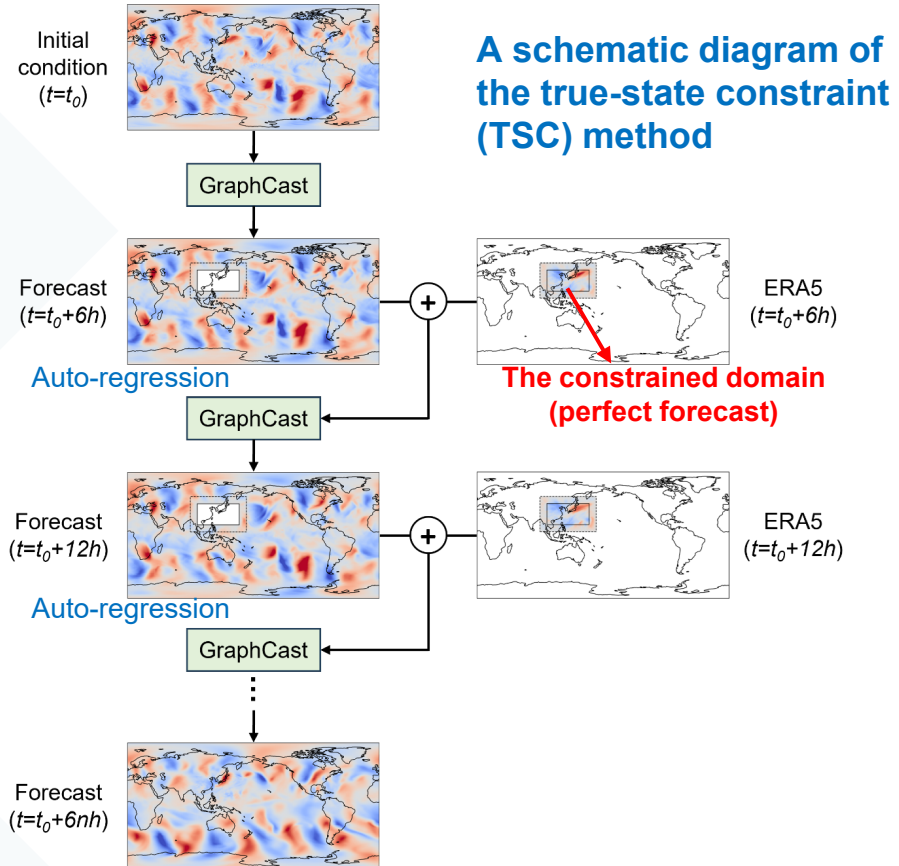 A schematic diagram of
the true-state constraint
(TSC) method
Initial
condition
(t=t₀)
GraphCast
Forecast
(t=t₀+6h)
+
ERA5
(t=t₀+6h)
The constrained domain
(perfect forecast)
Auto-regression
GraphCast
Forecast
(t=t₀+12h)
+
ERA5
(t=t₀+12h)
Auto-regression
GraphCast
Forecast
(t=t₀+6nh)